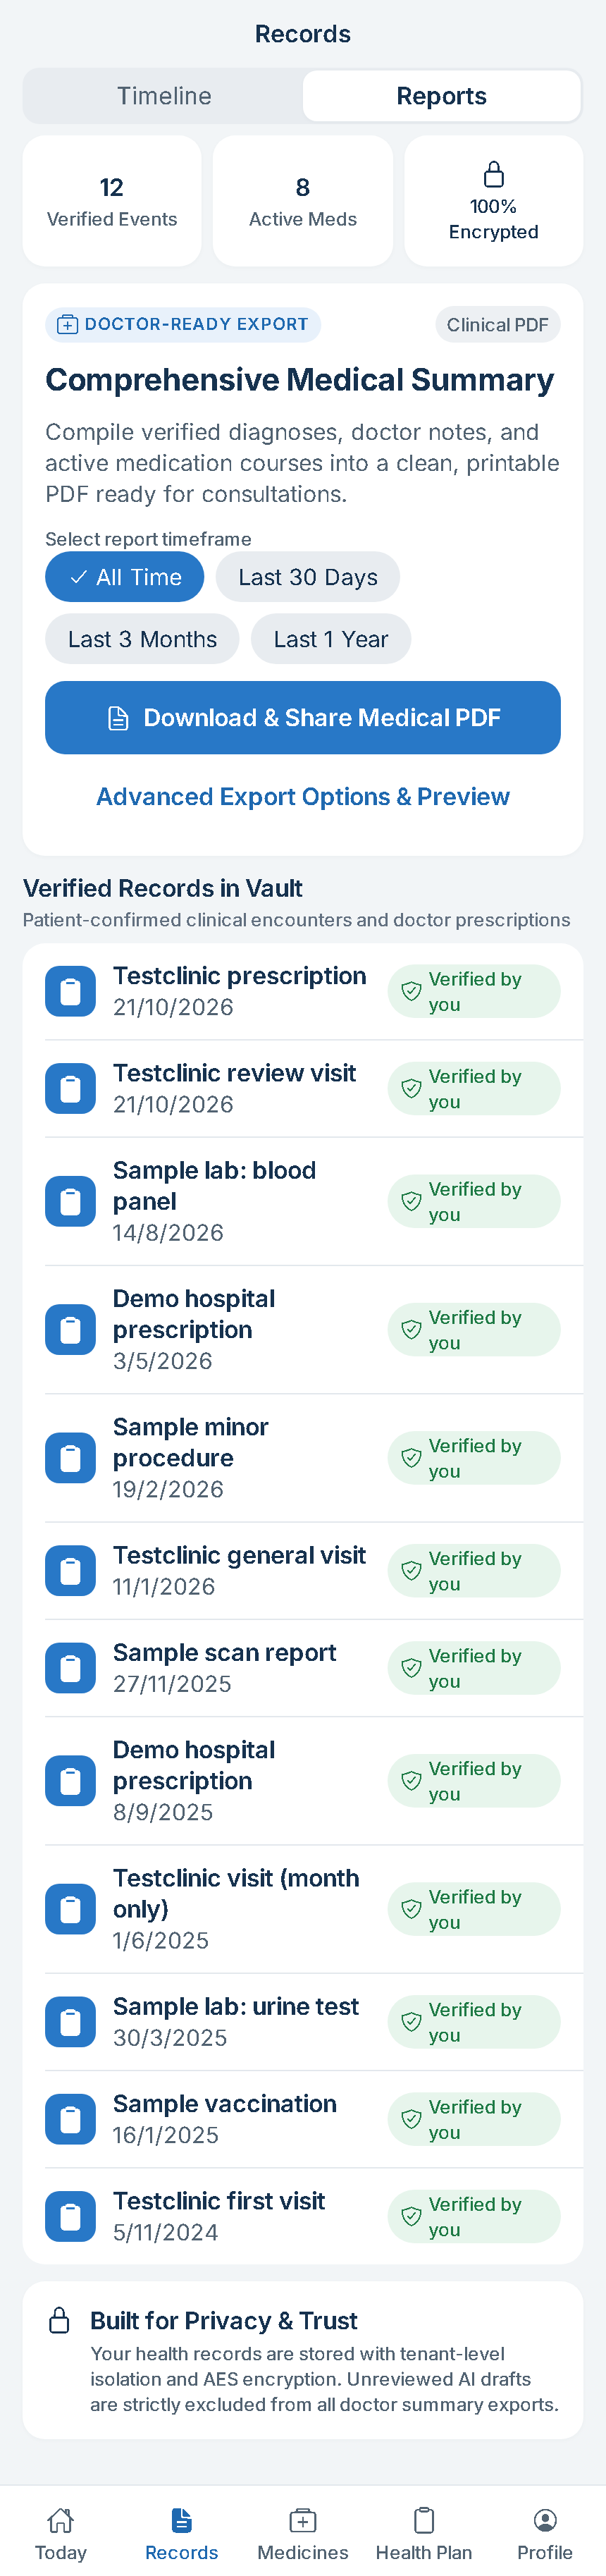 Records
Timeline
Reports
12
Verified Events
8
Active Meds
100%
Encrypted
DOCTOR-READY EXPORT
Clinical PDF
Comprehensive Medical Summary
Compile verified diagnoses, doctor notes, and
active medication courses into a clean, printable
PDF ready for consultations.
Select report timeframe
All Time
Last 30 Days
Last 3 Months
Last 1 Year
Download & Share Medical PDF
Advanced Export Options & Preview
Verified Records in Vault
Patient-confirmed clinical encounters and doctor prescriptions
Testclinic prescription
21/10/2026
Verified by
you
Testclinic review visit
21/10/2026
Verified by
you
Sample lab: blood
panel
14/8/2026
Verified by
you
Demo hospital
prescription
3/5/2026
Verified by
you
Sample minor
procedure
19/2/2026
Verified by
you
Testclinic general visit
11/1/2026
Verified by
you
Sample scan report
27/11/2025
Verified by
you
Demo hospital
prescription
8/9/2025
Verified by
you
Testclinic visit (month
only)
1/6/2025
Verified by
you
Sample lab: urine test
30/3/2025
Verified by
you
Sample vaccination
16/1/2025
Verified by
you
Testclinic first visit
5/11/2024
Verified by
you
Built for Privacy & Trust
Your health records are stored with tenant-level
isolation and AES encryption. Unreviewed AI drafts
are strictly excluded from all doctor summary exports.
Today
Records
Medicines
Health Plan
Profile